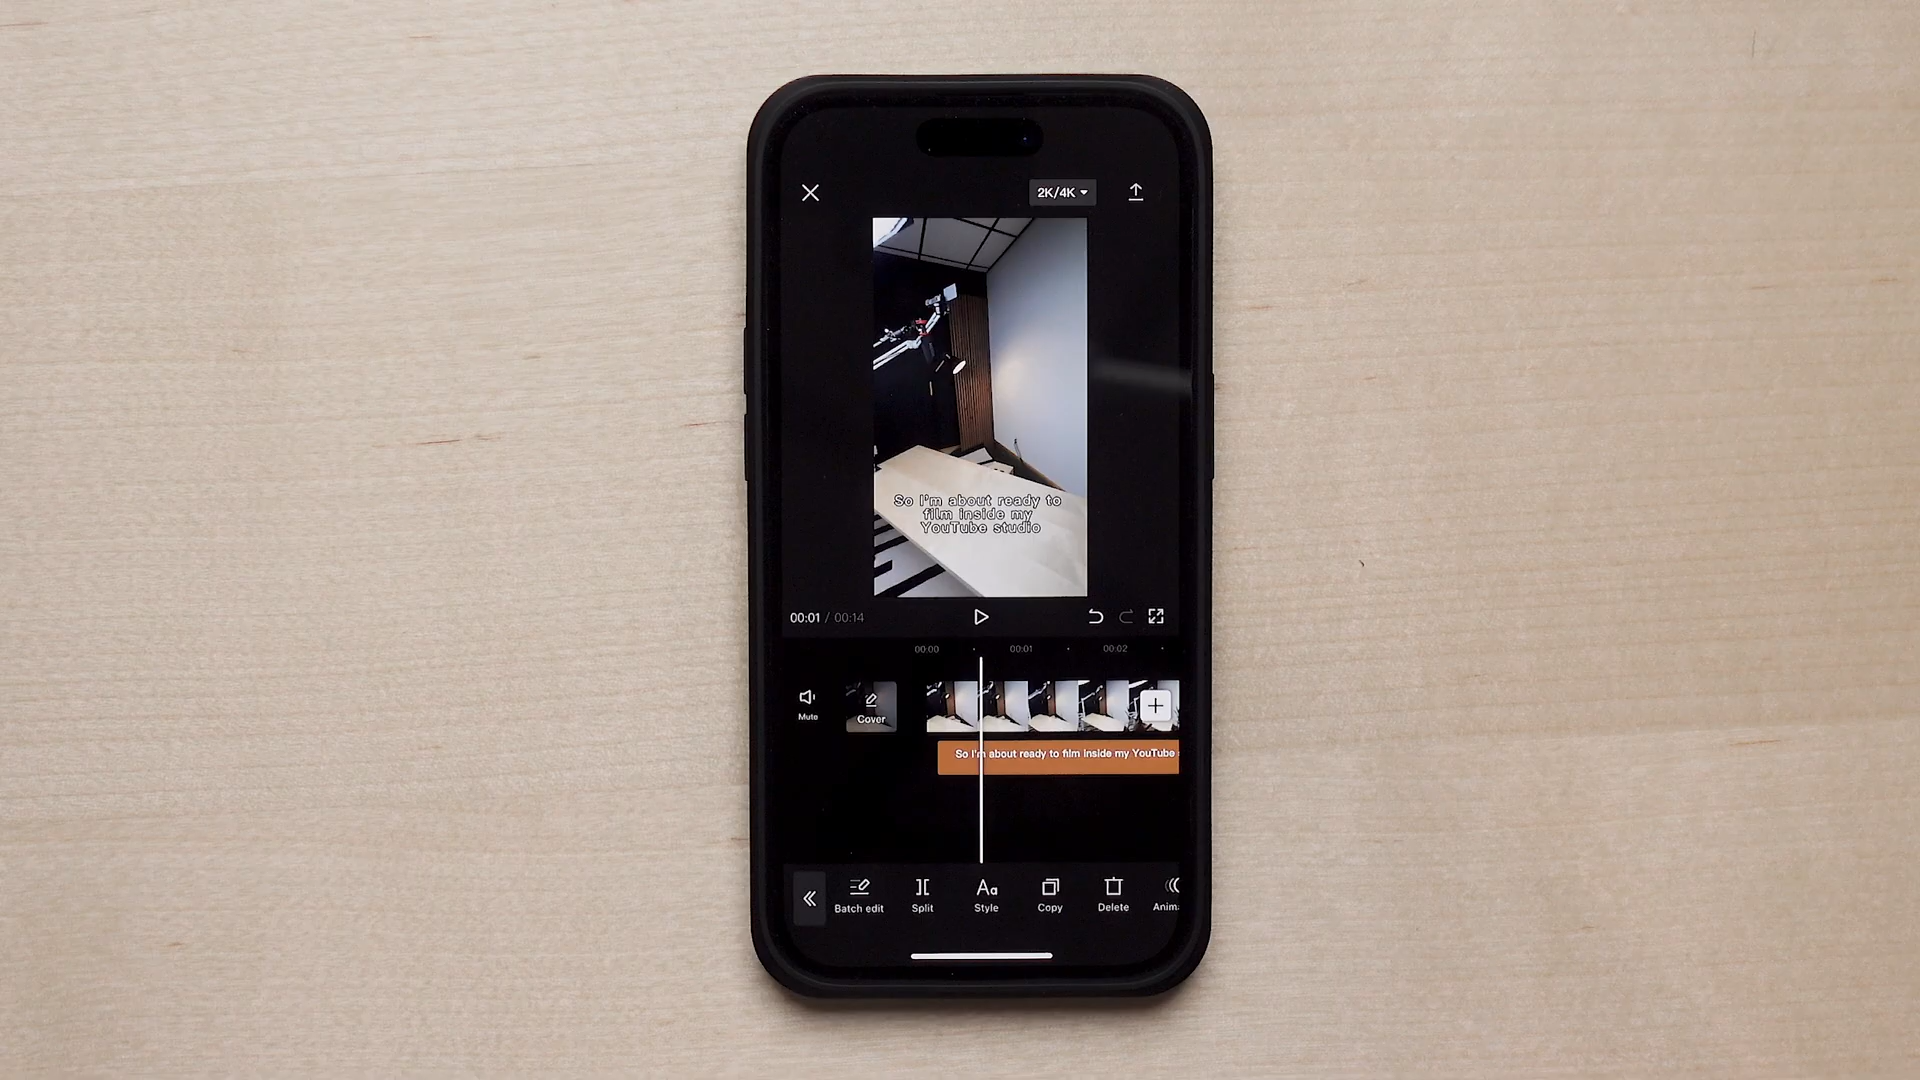 2K/4K
So I'm about ready to
film inside my
YouTube studio
00:01 / 00:14
00:00
00:01
00:02
Mute
Cover
So I'm about ready to film inside my YouTube
Batch edit
Split
Style
Copy
Delete
Anim